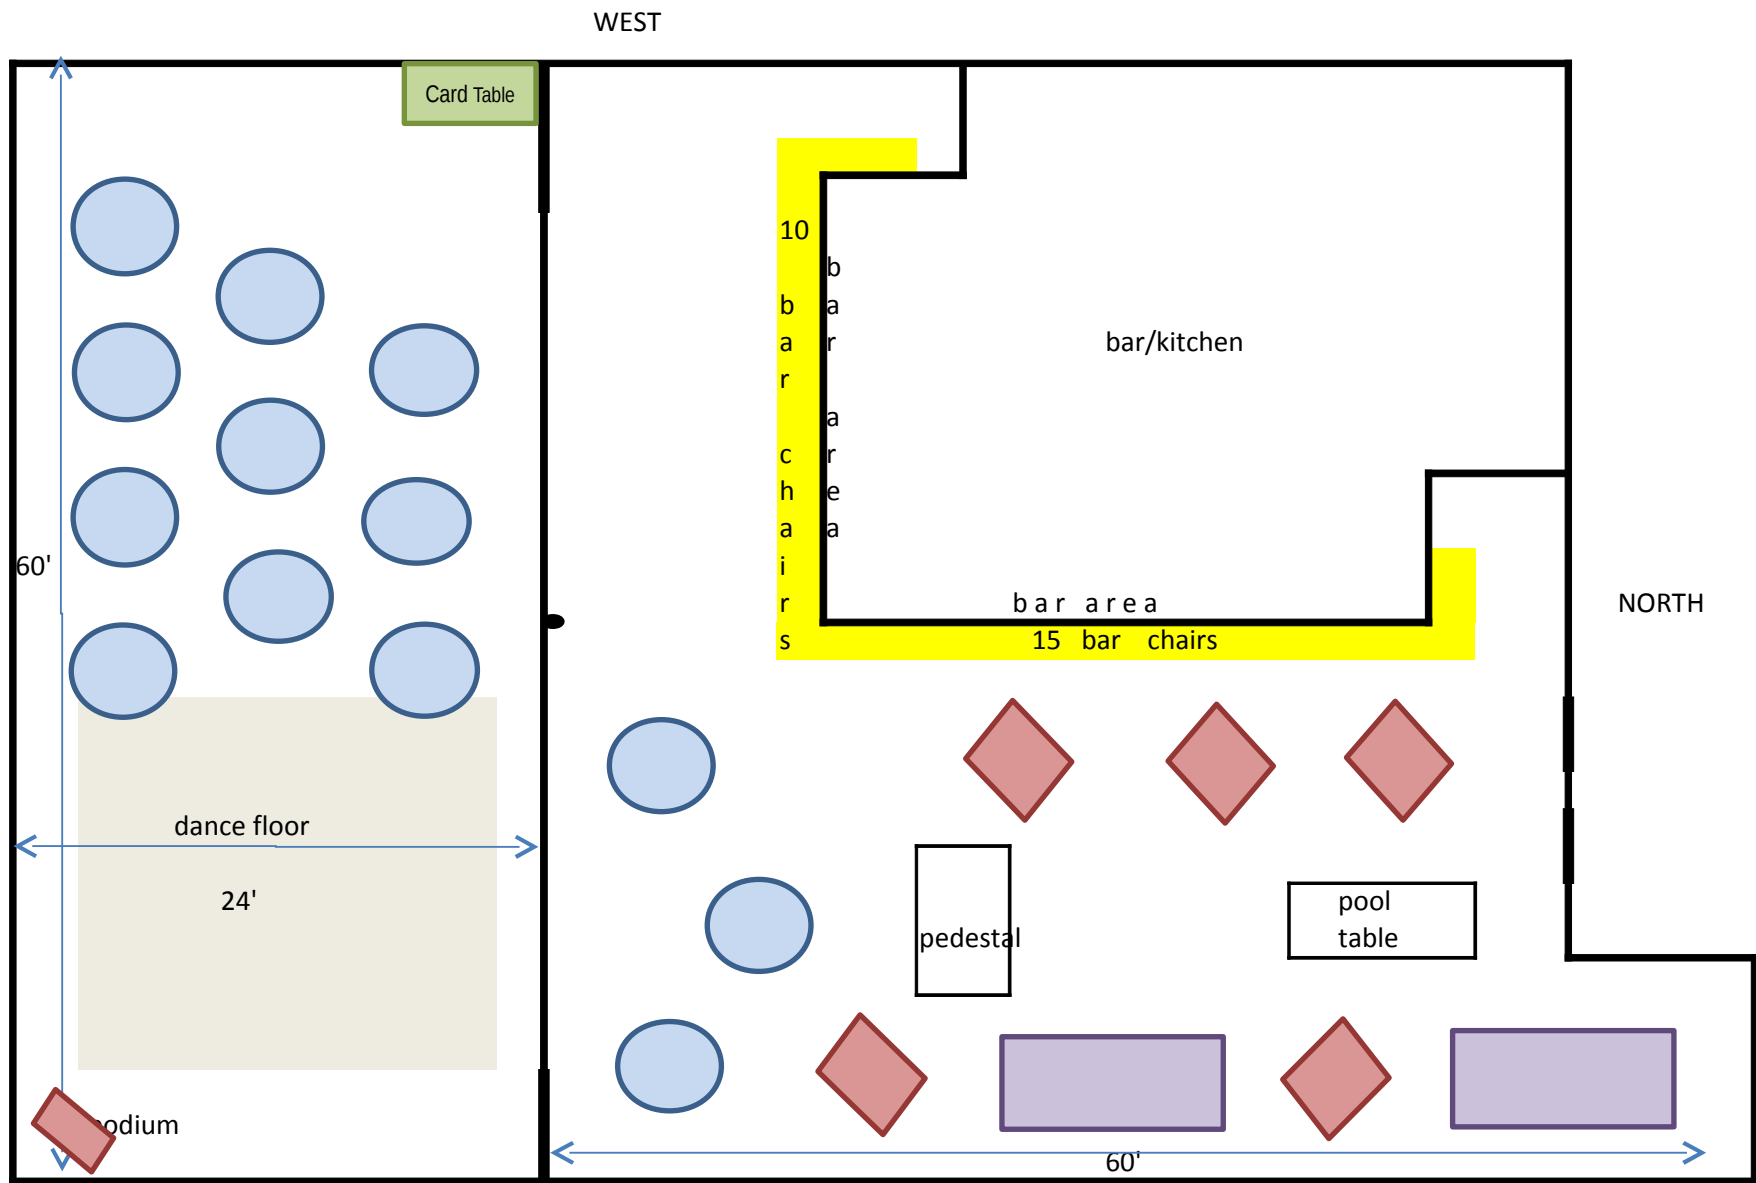 WEST
Card Table
10
bar chairs
bar area
bar/kitchen
60'
bar area
15 bar chairs
NORTH
dance floor
24'
pool
table
pedestal
podium
60'